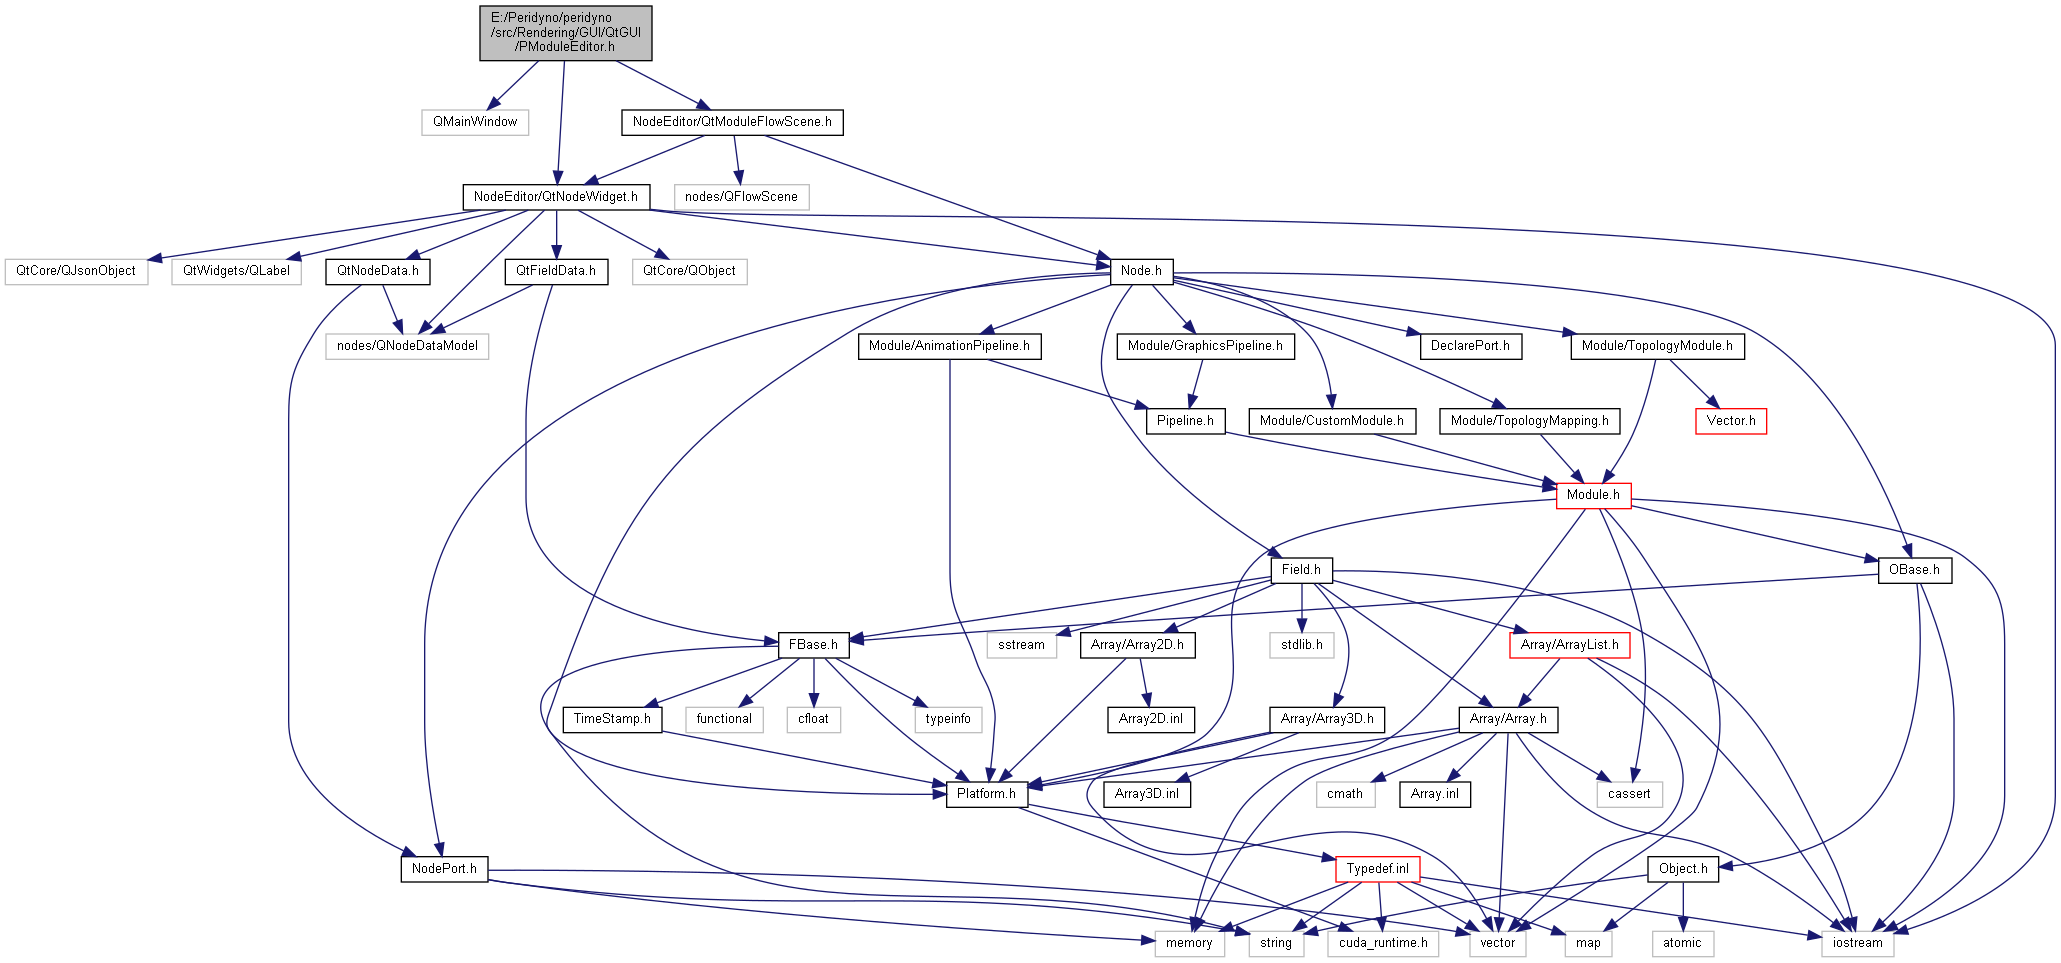 E:/Peridyno/peridyno
/src/Rendering/GUI/QtGUI
/PModuleEditor.h
QMainWindow
NodeEditor/QtModuleFlowScene.h
NodeEditor/QtNodeWidget.h
nodes/QFlowScene
QtCore/QJsonObject
QtWidgets/QLabel
QtNodeData.h
QtFieldData.h
QtCore/QObject
Node.h
nodes/QNodeDataModel
Module/AnimationPipeline.h
Module/GraphicsPipeline.h
DeclarePort.h
Module/TopologyModule.h
Pipeline.h
Module/CustomModule.h
Module/TopologyMapping.h
Vector.h
Module.h
Field.h
OBase.h
FBase.h
sstream
Array/Array2D.h
stdlib.h
Array/ArrayList.h
TimeStamp.h
functional
cfloat
typeinfo
Array2D.inl
Array/Array3D.h
Array/Array.h
Platform.h
Array3D.inl
cmath
Array.inl
cassert
NodePort.h
Typedef.inl
Object.h
memory
string
cuda_runtime.h
vector
map
atomic
iostream